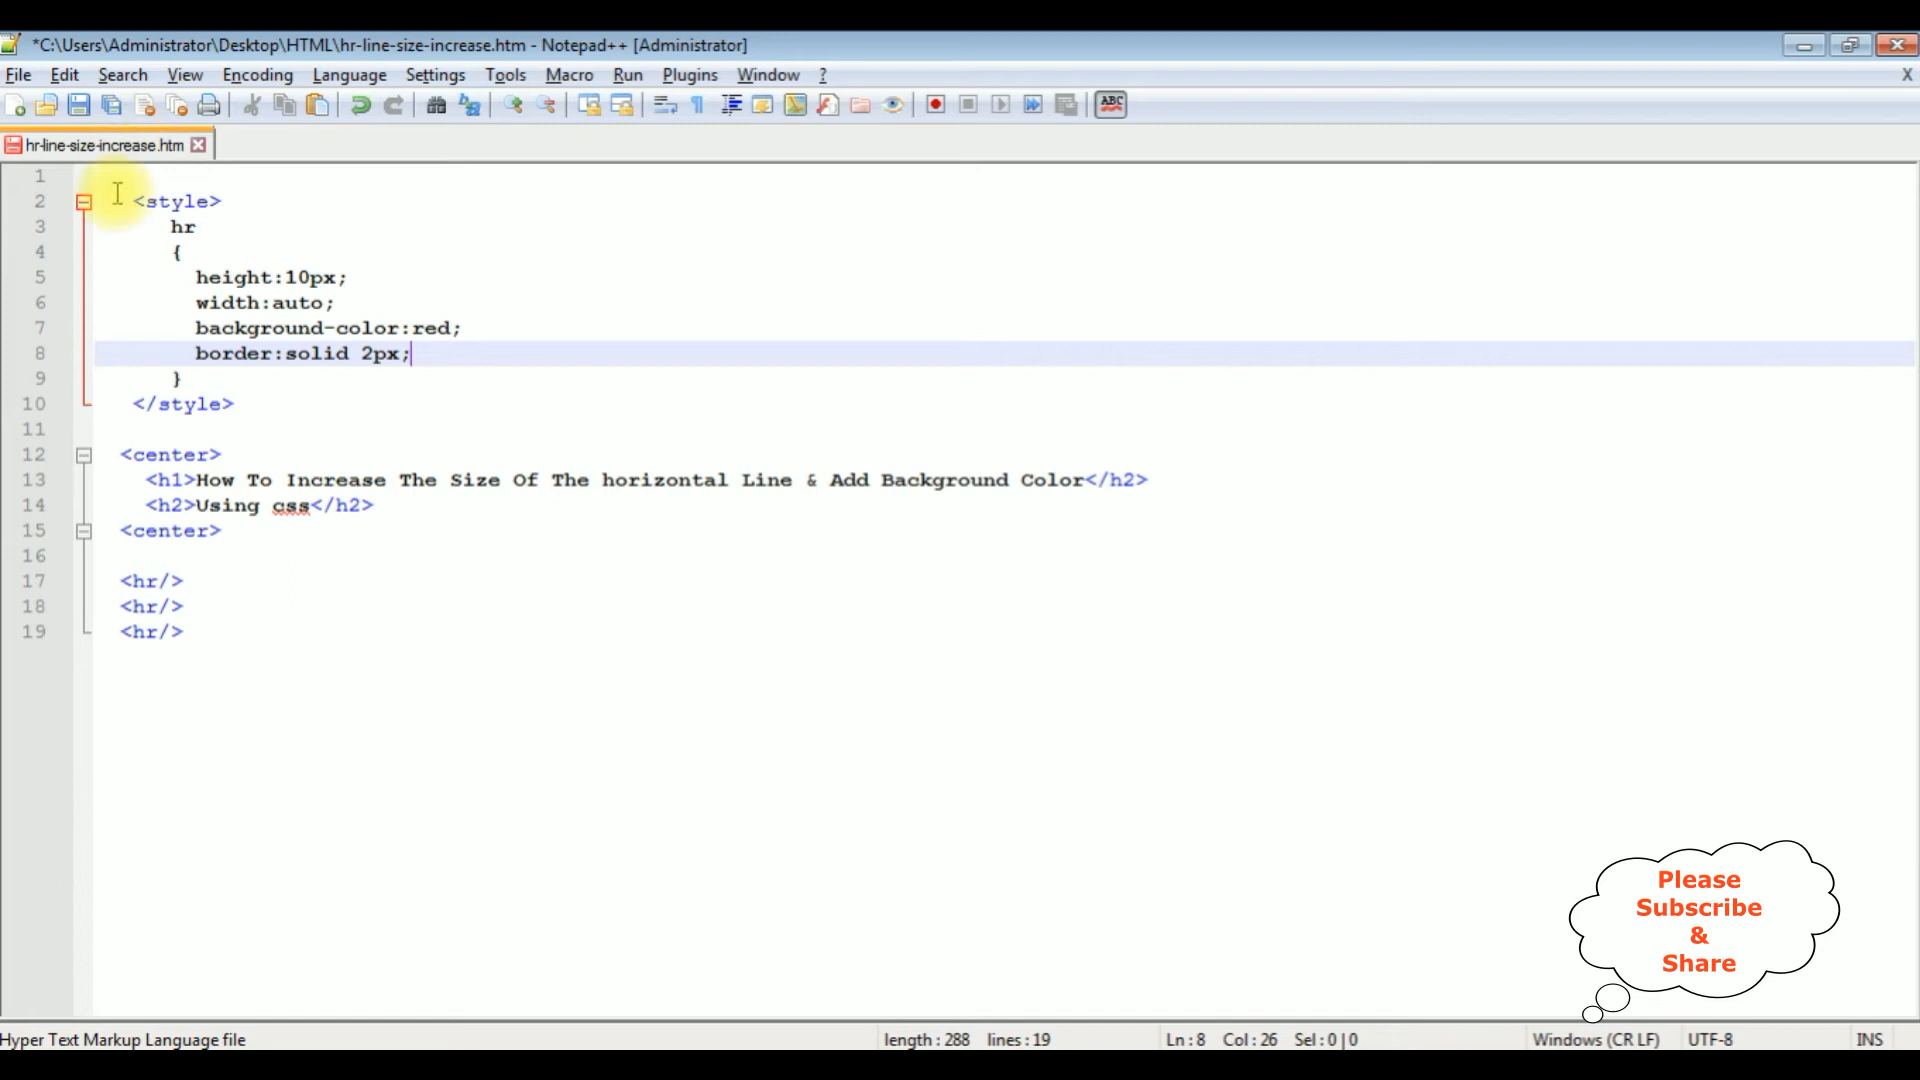 *C:\Users\Administrator\Desktop\HTML\hr-line-size-increase.htm - Notepad++ [Administrator]
File Edit Search View Encoding Language Settings Tools Macro Run Plugins Window ? X
ABC
hr-line-size-increase.htm
1
2 <style>
3 hr
4 {
5 height:10px;
6 width:auto;
7 background-color:red;
8 border:solid 2px;
9 }
10 </style>
11
12 <center>
13 <h1>How To Increase The Size Of The horizontal Line & Add Background Color</h2>
14 <h2>Using css</h2>
15 <center>
16
17 <hr/>
18 <hr/>
19 <hr/>
Please
Subscribe
&
Share
Hyper Text Markup Language file length : 288 lines : 19 Ln : 8 Col : 26 Sel : 0 | 0 Windows (CR LF) UTF-8 INS